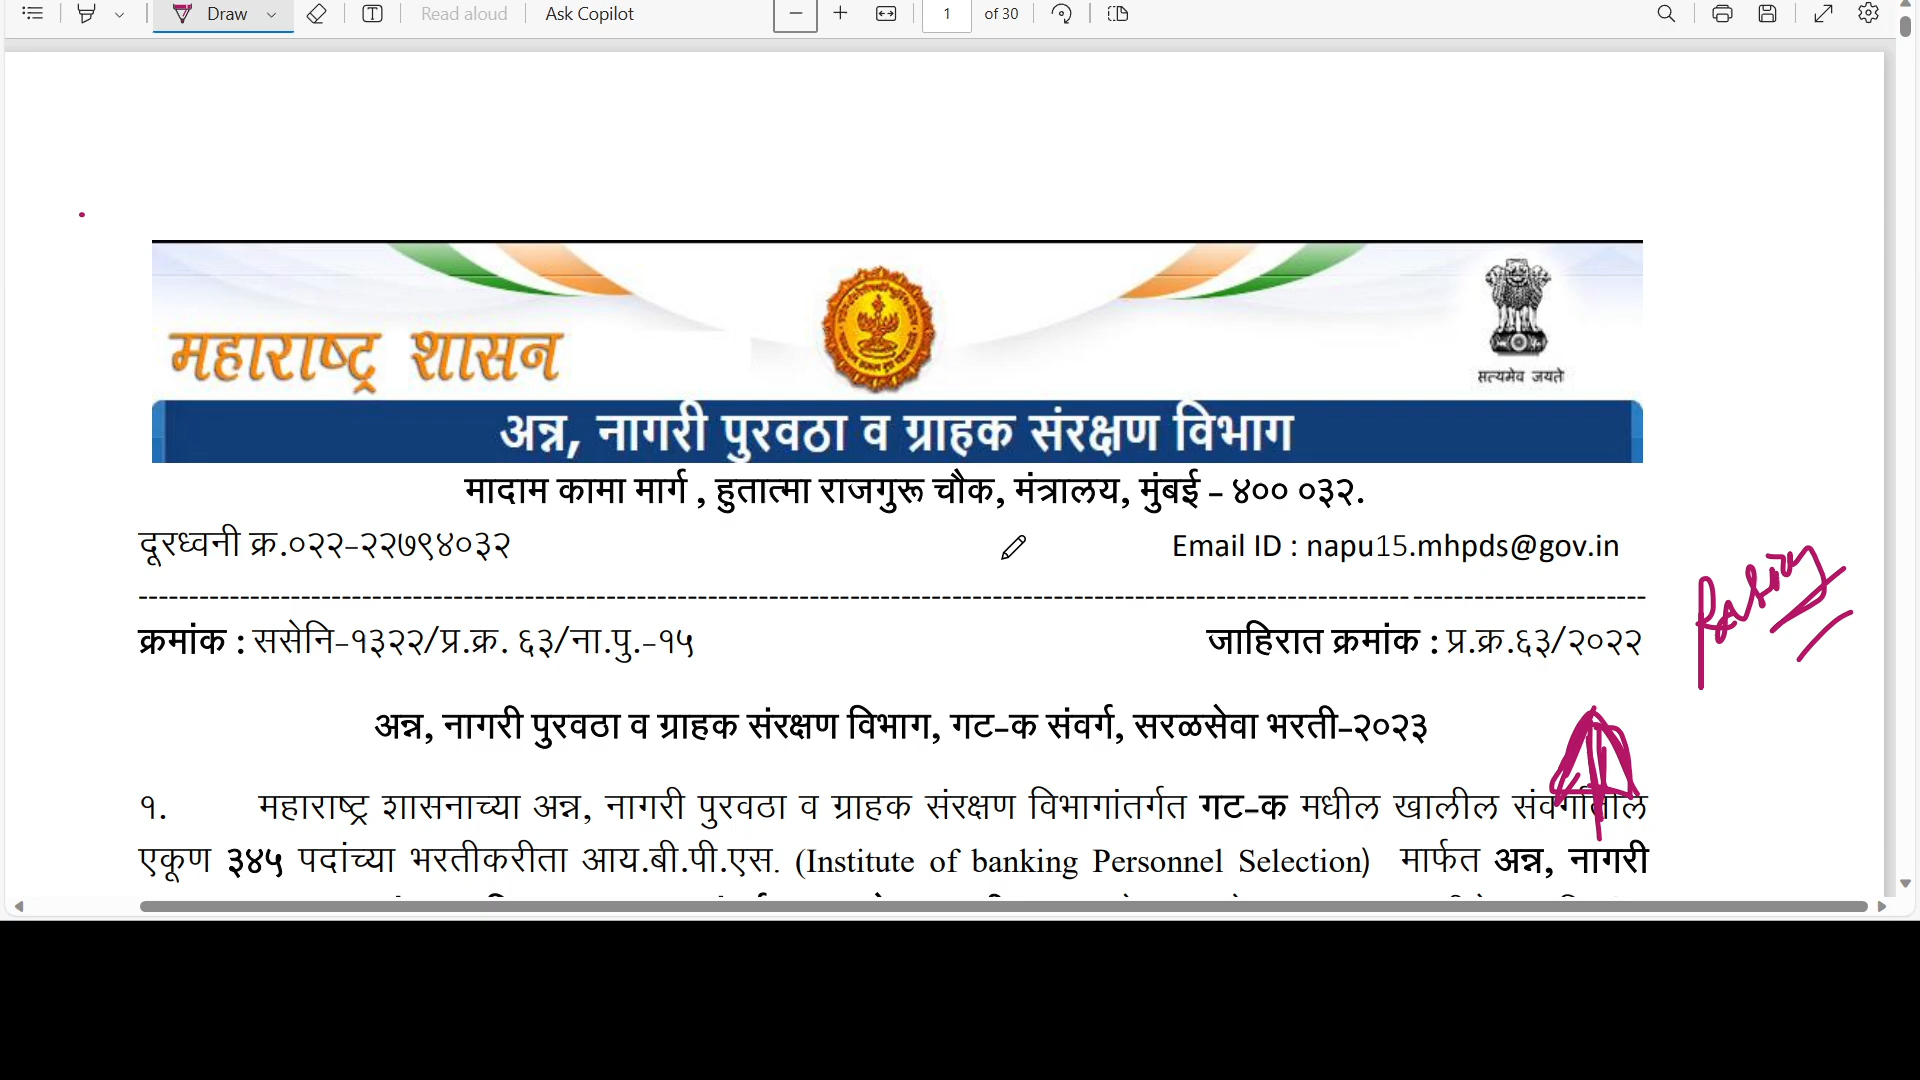 Draw Read aloud Ask Copilot 1 of 30
महाराष्ट्र शासन
सत्यमेव जयते
अन्न, नागरी पुरवठा व ग्राहक संरक्षण विभाग
मादाम कामा मार्ग , हुतात्मा राजगुरू चौक, मंत्रालय, मुंबई – ४०० ०३२.
दूरध्वनी क्र.०२२–२२७९४०३२ Email ID : napu15.mhpds@gov.in
क्रमांक : ससेनि–१३२२/प्र.क्र. ६३/ना.पु.–१५ जाहिरात क्रमांक : प्र.क्र.६३/२०२२
अन्न, नागरी पुरवठा व ग्राहक संरक्षण विभाग, गट–क संवर्ग, सरळसेवा भरती–२०२३
१. महाराष्ट्र शासनाच्या अन्न, नागरी पुरवठा व ग्राहक संरक्षण विभागांतर्गत गट–क मधील खालील संवर्गातील
एकूण ३४५ पदांच्या भरतीकरीता आय.बी.पी.एस. (Institute of banking Personnel Selection) मार्फत अन्न, नागरी